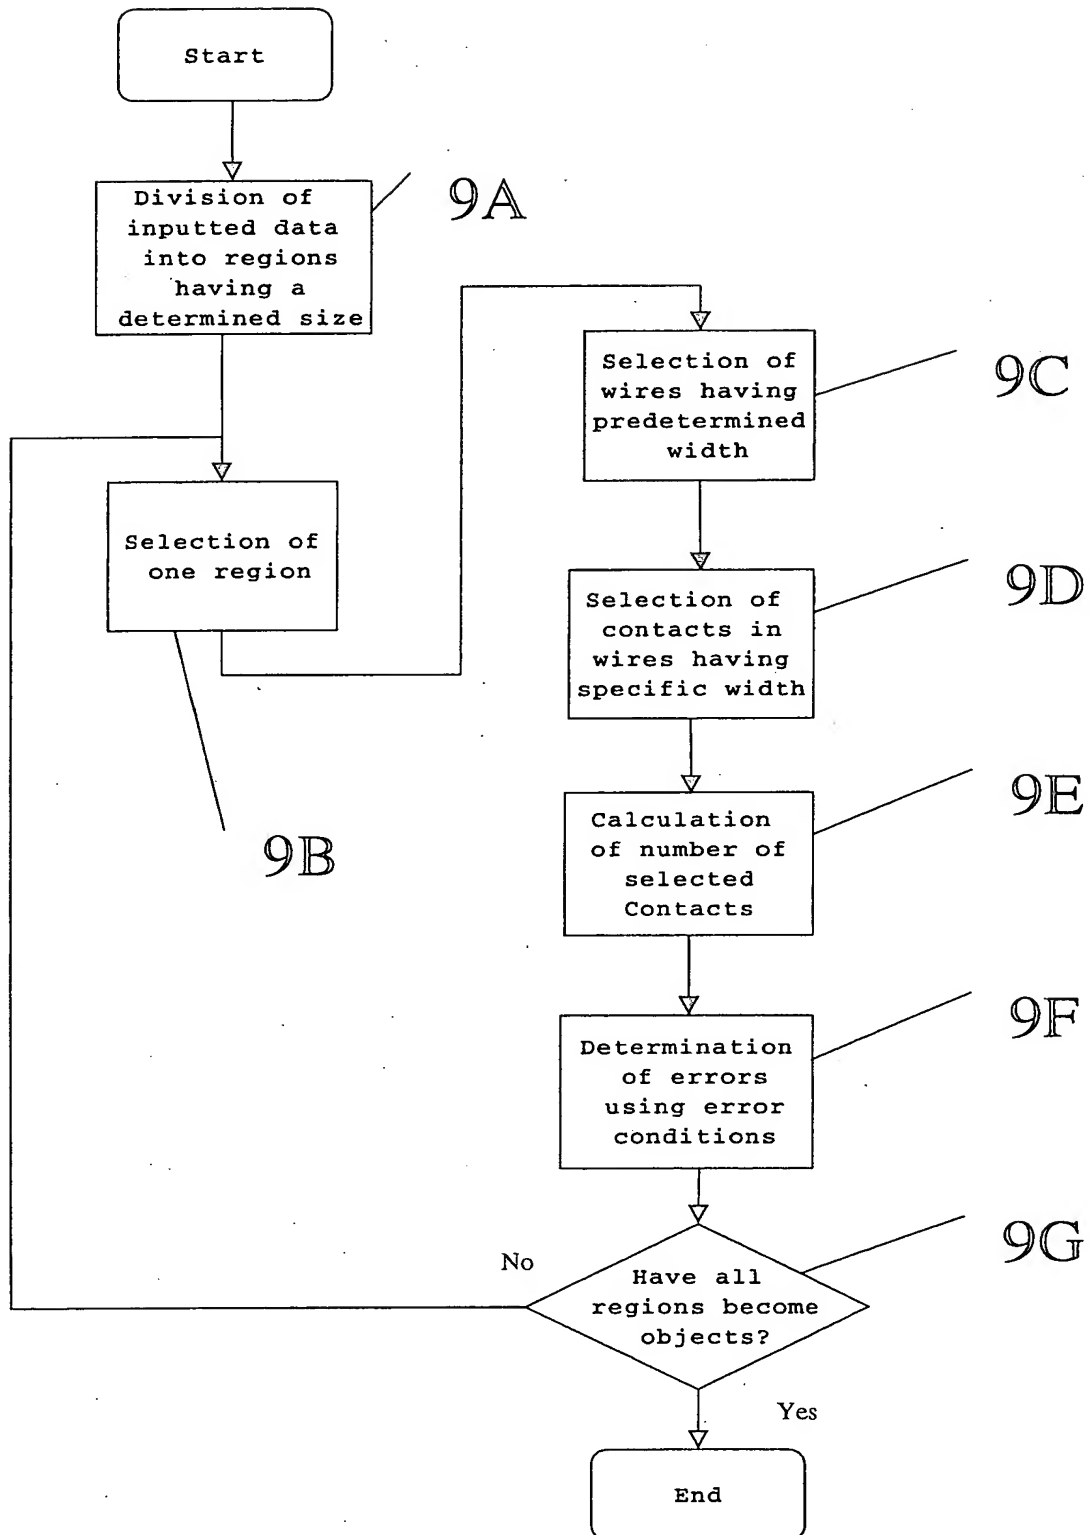 Start
Division of
inputted data
into regions
having a
determined size
9A
Selection of
one region
9B
Selection of
wires having
predetermined
width
9C
Selection of
contacts in
wires having
specific width
9D
Calculation
of number of
selected
Contacts
9E
Determination
of errors
using error
conditions
9F
Have all
regions become
objects?
9G
No
Yes
End